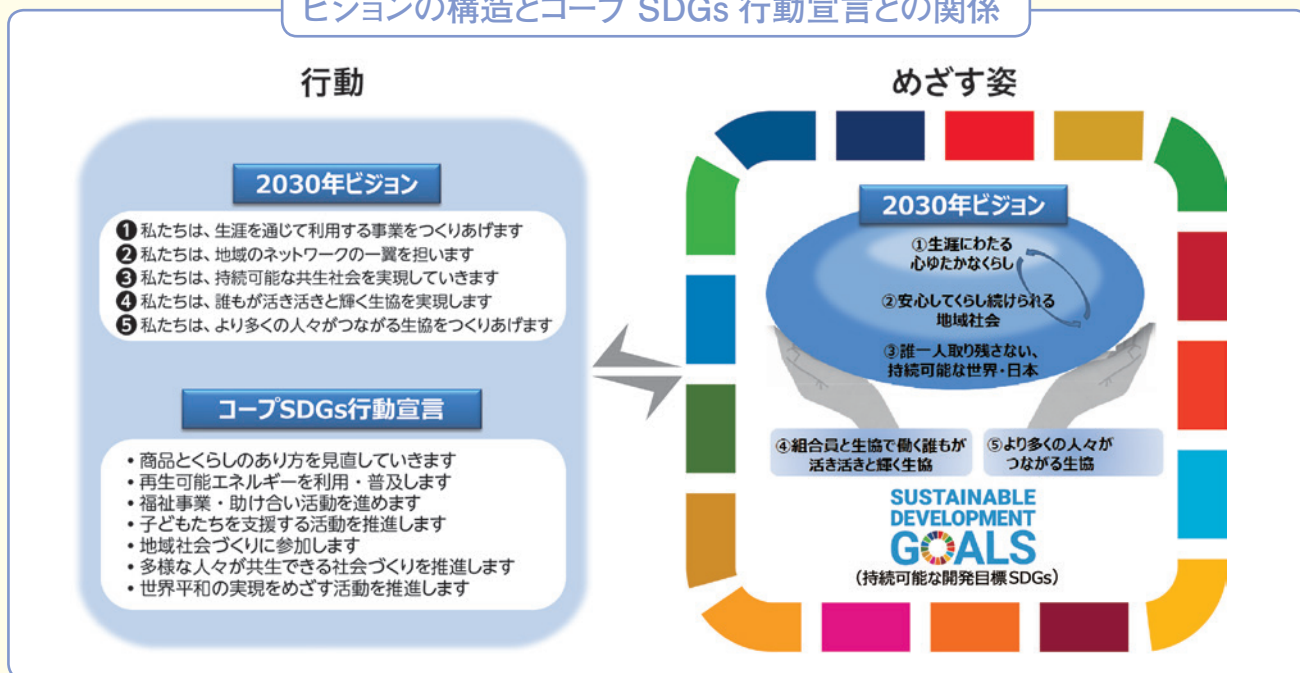 ビジョンの構造とコープ SDGs 行動宣言との関係
行動
2030年ビジョン
❶私たちは、生涯を通じて利用する事業をつくりあげます
❷私たちは、地域のネットワークの一翼を担います
❸私たちは、持続可能な共生社会を実現していきます
❹私たちは、誰もが活き活きと輝く生協を実現します
❺私たちは、より多くの人々がつながる生協をつくりあげます
コープSDGs行動宣言
• 商品とくらしのあり方を見直していきます
• 再生可能エネルギーを利用・普及します
• 福祉事業・助け合い活動を進めます
• 子どもたちを支援する活動を推進します
• 地域社会づくりに参加します
• 多様な人々が共生できる社会づくりを推進します
• 世界平和の実現をめざす活動を推進します
めざす姿
2030年ビジョン
①生涯にわたる
心ゆたかなくらし
②安心してくらし続けられる
地域社会
③誰一人取り残さない、
持続可能な世界・日本
④組合員と生協で働く誰もが
活き活きと輝く生協
⑤より多くの人々が
つながる生協
SUSTAINABLE
DEVELOPMENT
GOALS
(持続可能な開発目標SDGs)